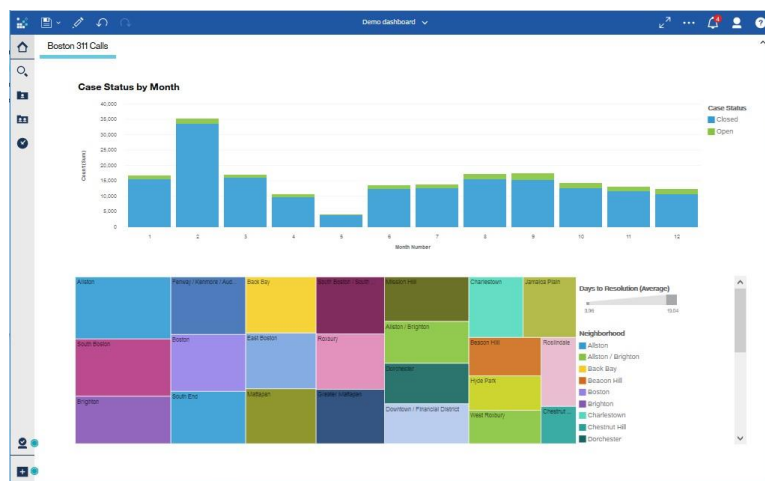 Demo dashboard
4
?
Boston 311 Calls
Case Status by Month
Case Status
Closed
Open
Count (Sum)
40,000
35,000
30,000
25,000
20,000
15,000
10,000
5,000
0
1 2 3 4 5 6 7 8 9 10 11 12
Month Number
Allston
Fenway / Kenmore / Aud...
Back Bay
South Boston / South ...
Mission Hill
Charlestown
Jamaica Plain
South Boston
Boston
East Boston
Roxbury
Allston / Brighton
Beacon Hill
Roslindale
Brighton
South End
Mattapan
Greater Mattapan
Dorchester
Hyde Park
Downtown / Financial District
West Roxbury
Chestnut ...
Days to Resolution (Average)
Neighborhood
Allston
Allston / Brighton
Back Bay
Beacon Hill
Boston
Brighton
Charlestown
Chestnut Hill
Dorchester